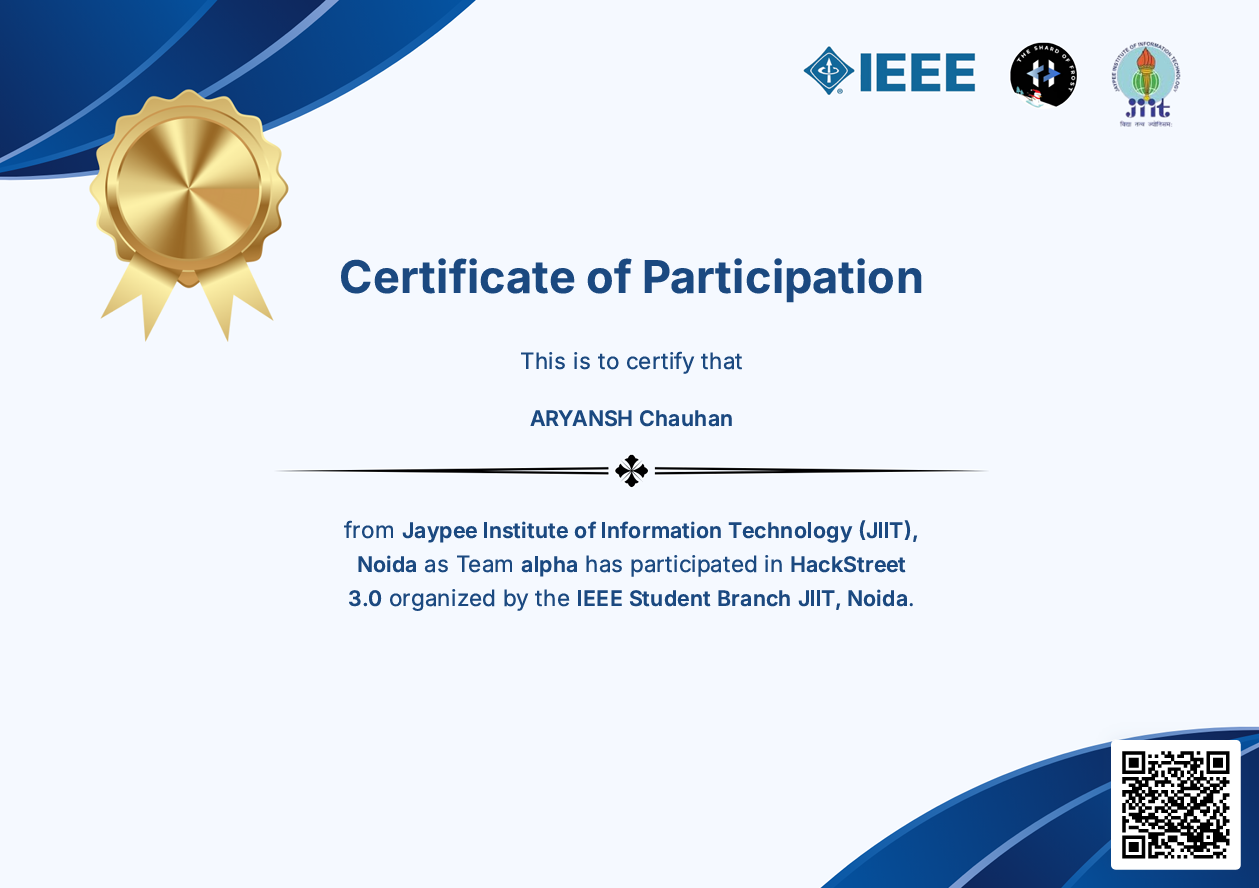 IEEE
THE SHARD OF FROST
JAYPEE INSTITUTE OF INFORMATION TECHNOLOGY
jiit
विद्या तत्व ज्योतिसम:
Certificate of Participation
This is to certify that
ARYANSH Chauhan
from Jaypee Institute of Information Technology (JIIT),
Noida as Team alpha has participated in HackStreet
3.0 organized by the IEEE Student Branch JIIT, Noida.